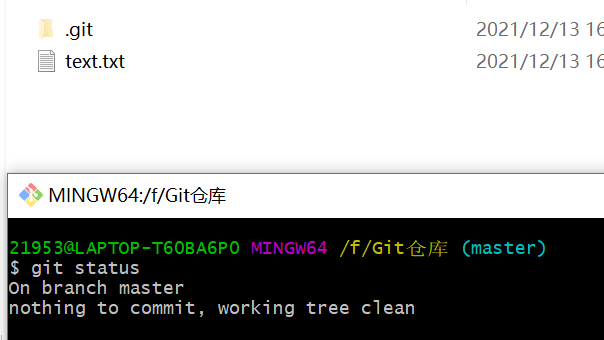 .git 2021/12/13 16
text.txt 2021/12/13 16
MINGW64:/f/Git仓库
21953@LAPTOP-T6OBA6P0 MINGW64 /f/Git仓库 (master)
$ git status
On branch master
nothing to commit, working tree clean